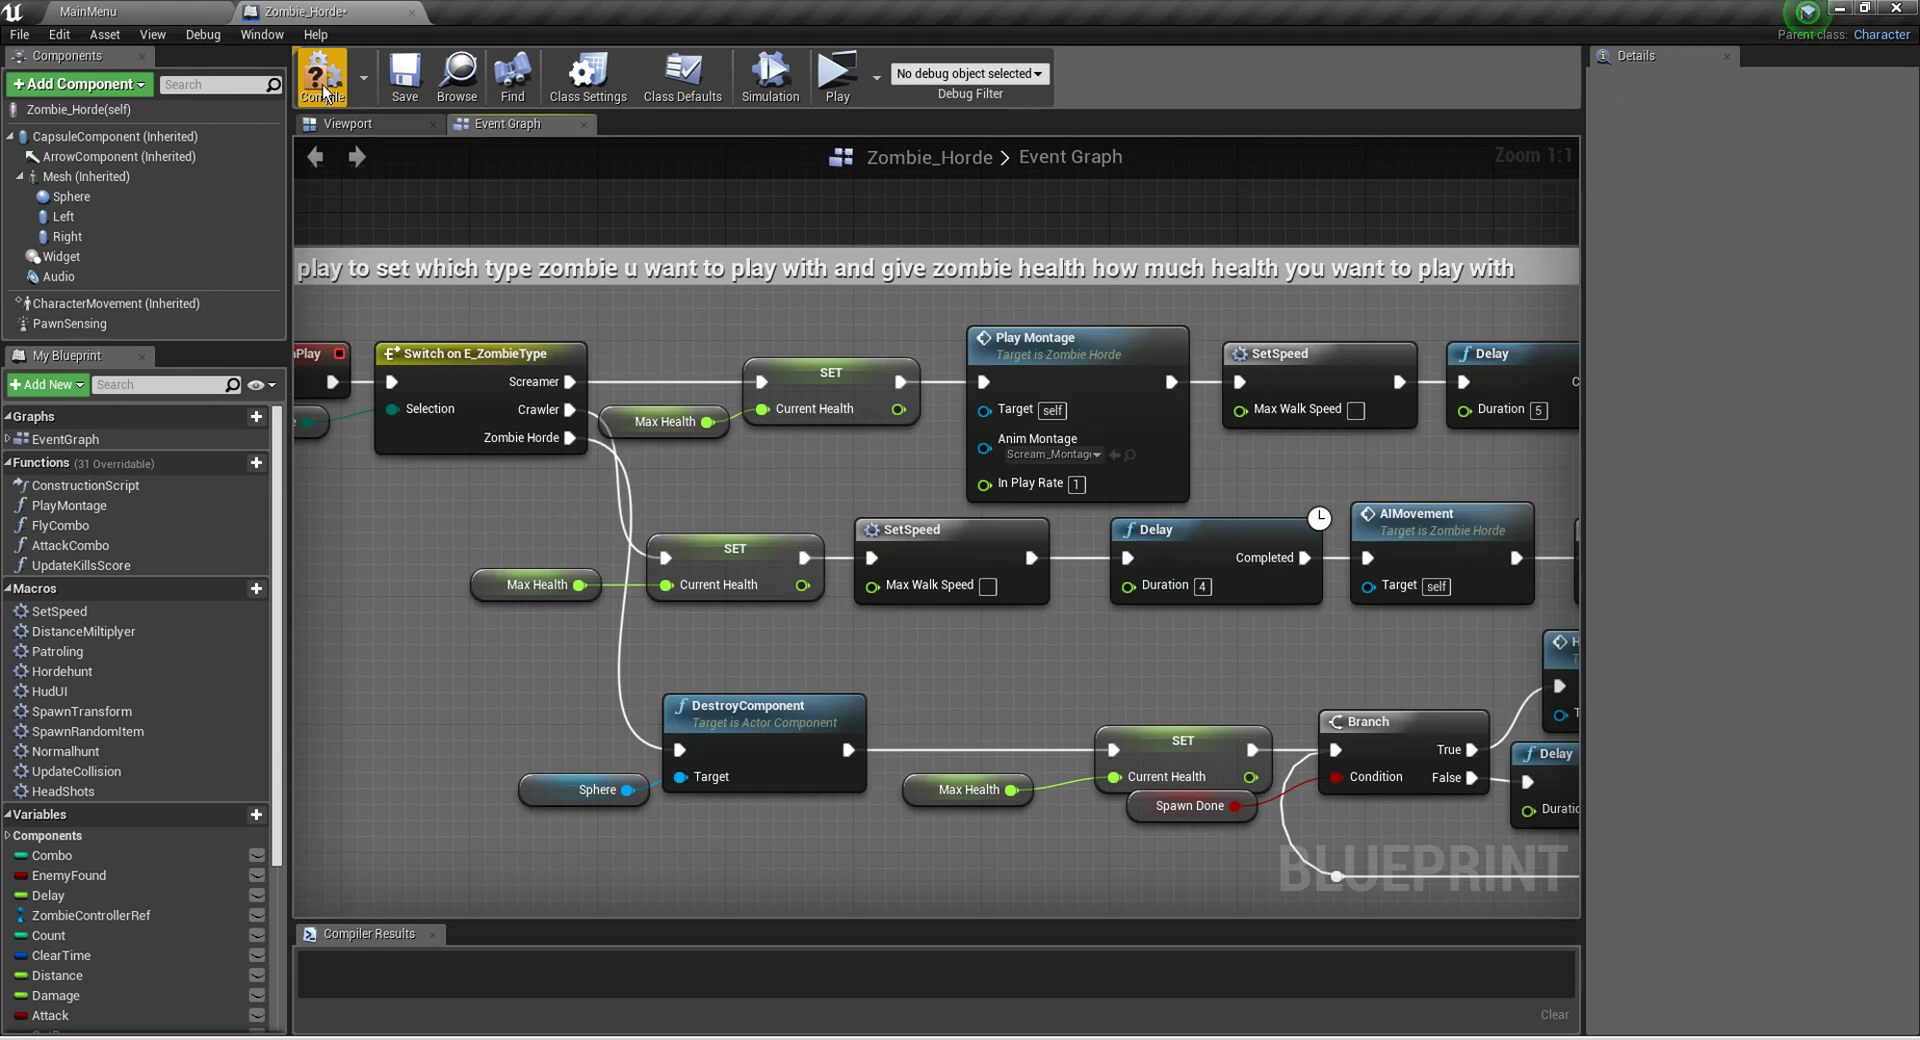 MainMenu
Zombie_Horde*
File Edit Asset View Debug Window Help
Parent class: Character
Components
+Add Component
Search
Zombie_Horde(self)
CapsuleComponent (Inherited)
ArrowComponent (Inherited)
Mesh (Inherited)
Sphere
Left
Right
Widget
Audio
CharacterMovement (Inherited)
PawnSensing
My Blueprint
+Add New
Search
Graphs
EventGraph
Functions (31 Overridable)
ConstructionScript
PlayMontage
FlyCombo
AttackCombo
UpdateKillsScore
Macros
SetSpeed
DistanceMiltiplyer
Patroling
Hordehunt
HudUI
SpawnTransform
SpawnRandomItem
Normalhunt
UpdateCollision
HeadShots
Variables
Components
Combo
EnemyFound
Delay
ZombieControllerRef
Count
ClearTime
Distance
Damage
Attack
Save
Browse
Find
Class Settings
Class Defaults
Simulation
Play
No debug object selected
Debug Filter
Viewport
Event Graph
Zombie_Horde > Event Graph
Zoom 1:1
play to set which type zombie u want to play with and give zombie health how much health you want to play with
Play
Switch on E_ZombieType
Screamer
Selection
Crawler
Zombie Horde
Max Health
SET
Current Health
Play Montage
Target is Zombie Horde
Target self
Anim Montage
Scream_Montag
In Play Rate 1
SetSpeed
Max Walk Speed
Delay
Duration 5
Max Health
SET
Current Health
SetSpeed
Max Walk Speed
Delay
Completed
Duration 4
AIMovement
Target is Zombie Horde
Target self
DestroyComponent
Target is Actor Component
Target
Sphere
Max Health
SET
Current Health
Spawn Done
Branch
True
Condition
False
Delay
BLUEPRINT
Compiler Results
Clear
Details